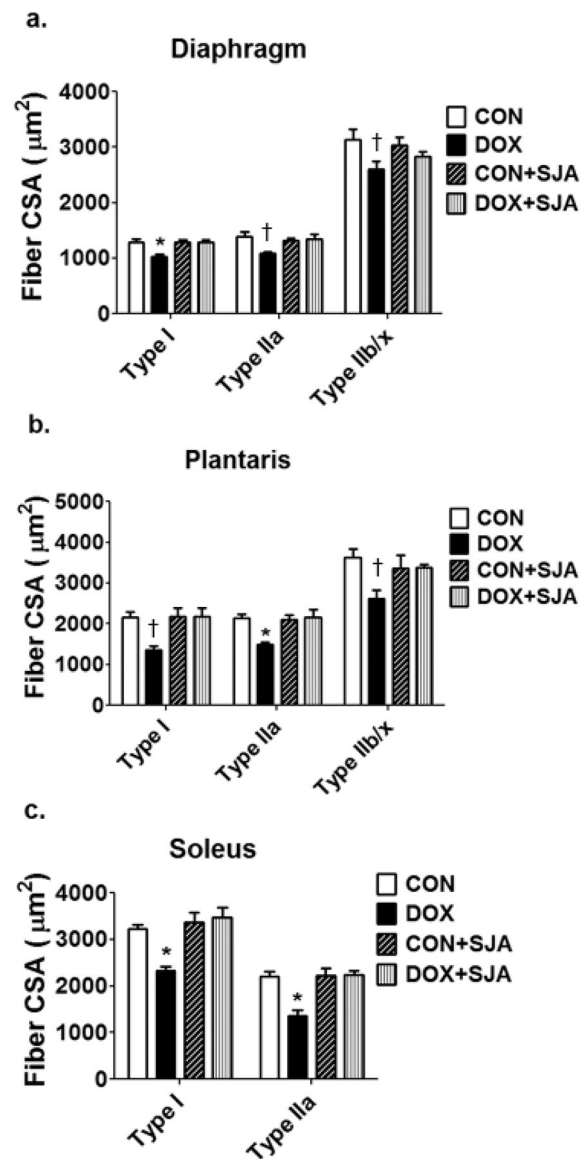 a.
Diaphragm
Fiber CSA ( μm²)
4000
3000
2000
1000
0
*
†
†
CON
DOX
CON+SJA
DOX+SJA
Type I
Type IIa
Type IIb/x
b.
Plantaris
Fiber CSA ( μm²)
5000
4000
3000
2000
1000
0
†
*
†
CON
DOX
CON+SJA
DOX+SJA
Type I
Type IIa
Type IIb/x
c.
Soleus
Fiber CSA ( μm²)
4000
3000
2000
1000
0
*
*
CON
DOX
CON+SJA
DOX+SJA
Type I
Type IIa